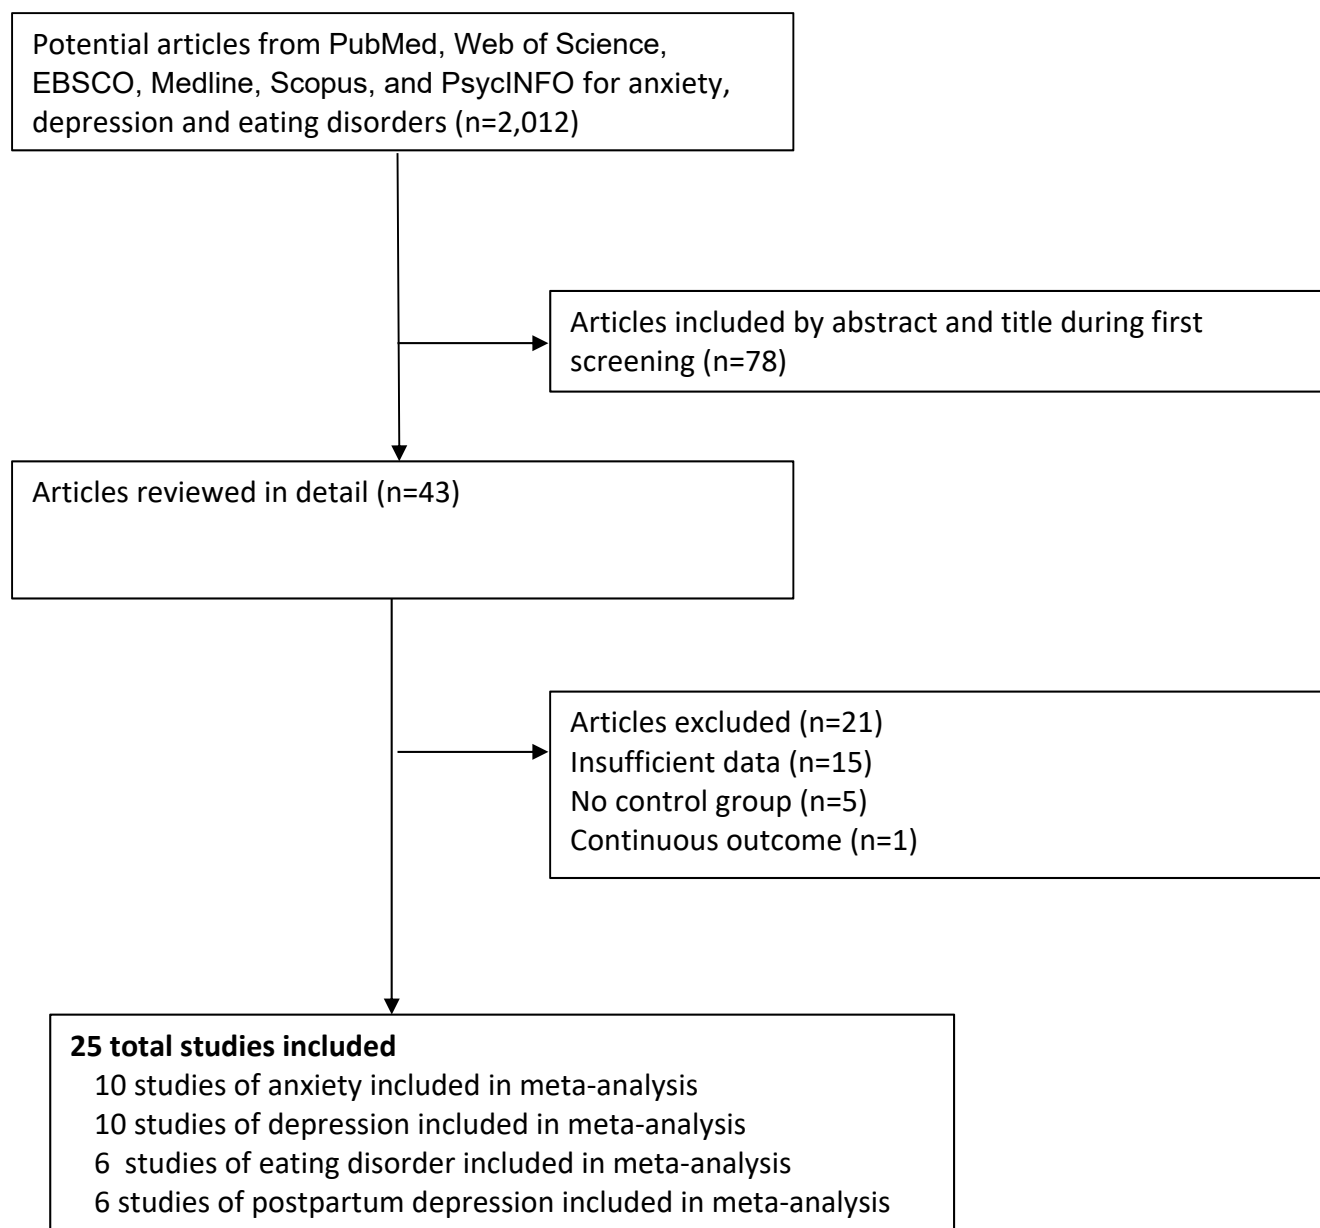 Potential articles from PubMed, Web of Science,
EBSCO, Medline, Scopus, and PsycINFO for anxiety,
depression and eating disorders (n=2,012)
Articles included by abstract and title during first
screening (n=78)
Articles reviewed in detail (n=43)
Articles excluded (n=21)
Insufficient data (n=15)
No control group (n=5)
Continuous outcome (n=1)
25 total studies included
10 studies of anxiety included in meta-analysis
10 studies of depression included in meta-analysis
6  studies of eating disorder included in meta-analysis
6 studies of postpartum depression included in meta-analysis